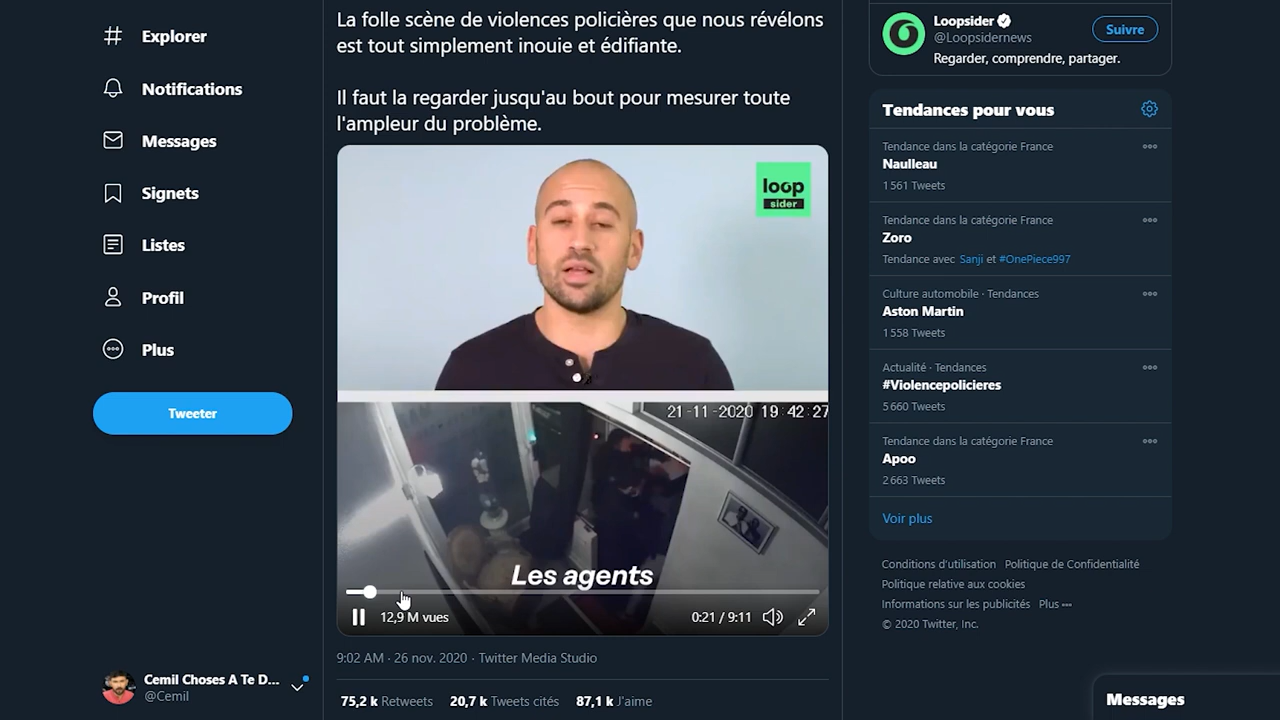 Explorer
Notifications
Messages
Signets
Listes
Profil
Plus
Tweeter
Cemil Choses A Te D...
@Cemil
La folle scène de violences policières que nous révélons
est tout simplement inouie et édifiante.
Il faut la regarder jusqu'au bout pour mesurer toute
l'ampleur du problème.
loop
sider
21-11-2020 19:42:27
Les agents
12,9 M vues
0:21 / 9:11
9:02 AM · 26 nov. 2020 · Twitter Media Studio
75,2 k Retweets 20,7 k Tweets cités 87,1 k J'aime
Loopsider
@Loopsidernews
Suivre
Regarder, comprendre, partager.
Tendances pour vous
Tendance dans la catégorie France
Naulleau
1 561 Tweets
Tendance dans la catégorie France
Zoro
Tendance avec Sanji et #OnePiece997
Culture automobile · Tendances
Aston Martin
1 558 Tweets
Actualité · Tendances
#Violencepolicieres
5 660 Tweets
Tendance dans la catégorie France
Apoo
2 663 Tweets
Voir plus
Conditions d'utilisation Politique de Confidentialité
Politique relative aux cookies
Informations sur les publicités Plus
© 2020 Twitter, Inc.
Messages